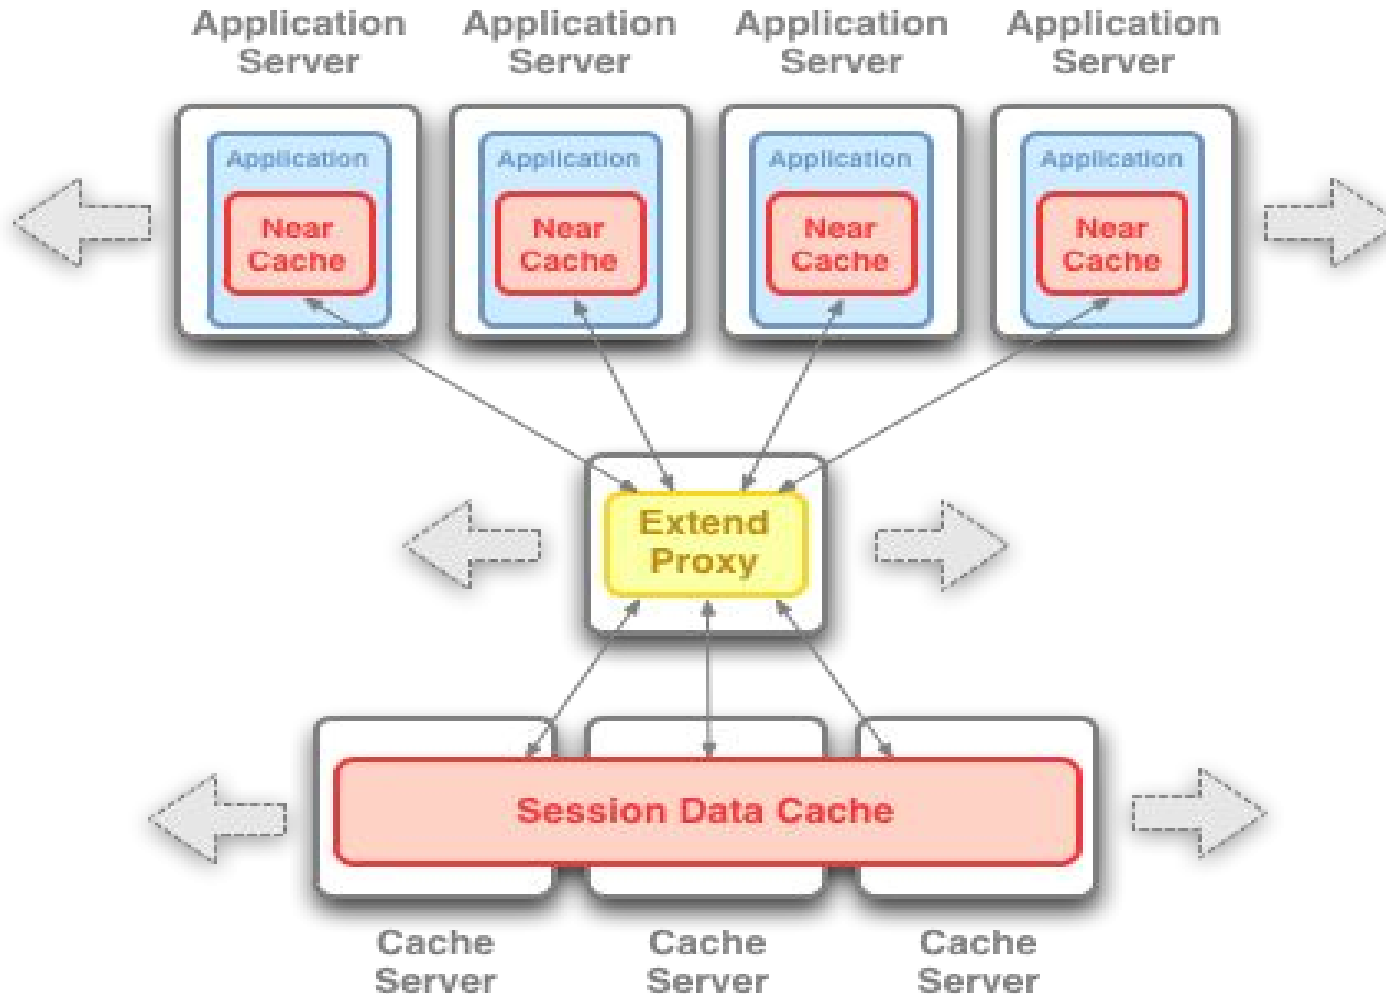 Application Server
Application Server
Application Server
Application Server
Application
Near Cache
Application
Near Cache
Application
Near Cache
Application
Near Cache
Extend
Proxy
Session Data Cache
Cache Server
Cache Server
Cache Server